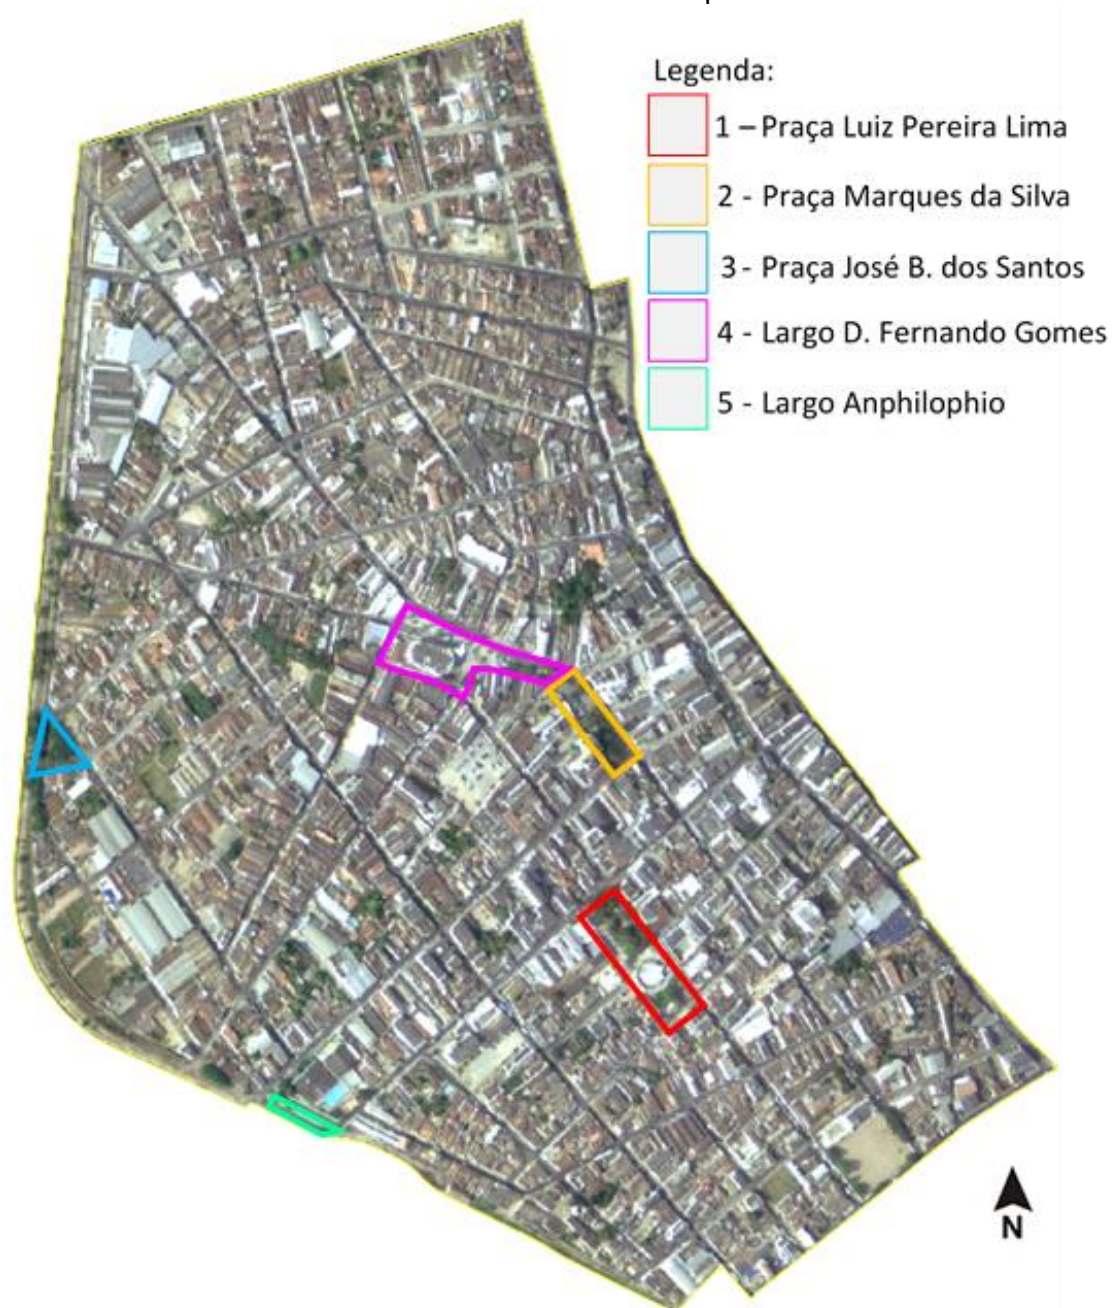 Legenda:
1 – Praça Luiz Pereira Lima
2 - Praça Marques da Silva
3 - Praça José B. dos Santos
4 - Largo D. Fernando Gomes
5 - Largo Anphilophio
N